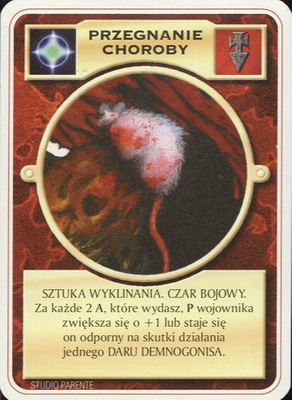 PRZEGNANIE
CHOROBY
SZTUKA WYKLINANIA. CZAR BOJOWY.
Za każde 2 A, które wydasz, P wojownika
zwiększa się o +1 lub staje się
on odporny na skutki działania
jednego DARU DEMNOGONISA.
STUDIO PARENTE